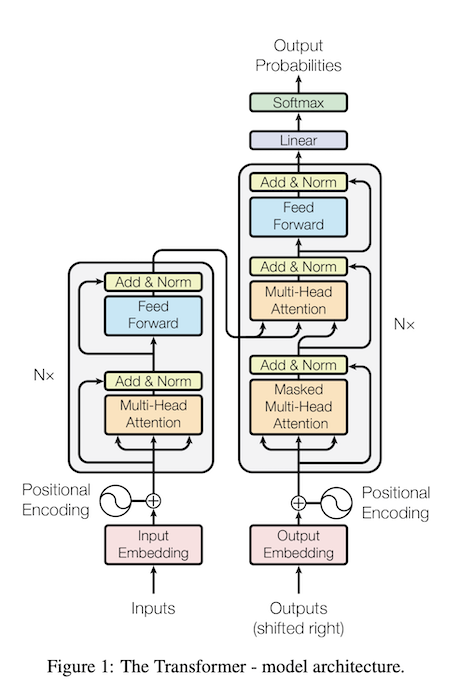 Output
Probabilities
Softmax
Linear
Add & Norm
Feed
Forward
Add & Norm
Multi-Head
Attention
Add & Norm
Masked
Multi-Head
Attention
N×
Add & Norm
Feed
Forward
Add & Norm
Multi-Head
Attention
N×
Positional
Encoding
Positional
Encoding
Input
Embedding
Output
Embedding
Inputs
Outputs
(shifted right)
Figure 1: The Transformer - model architecture.